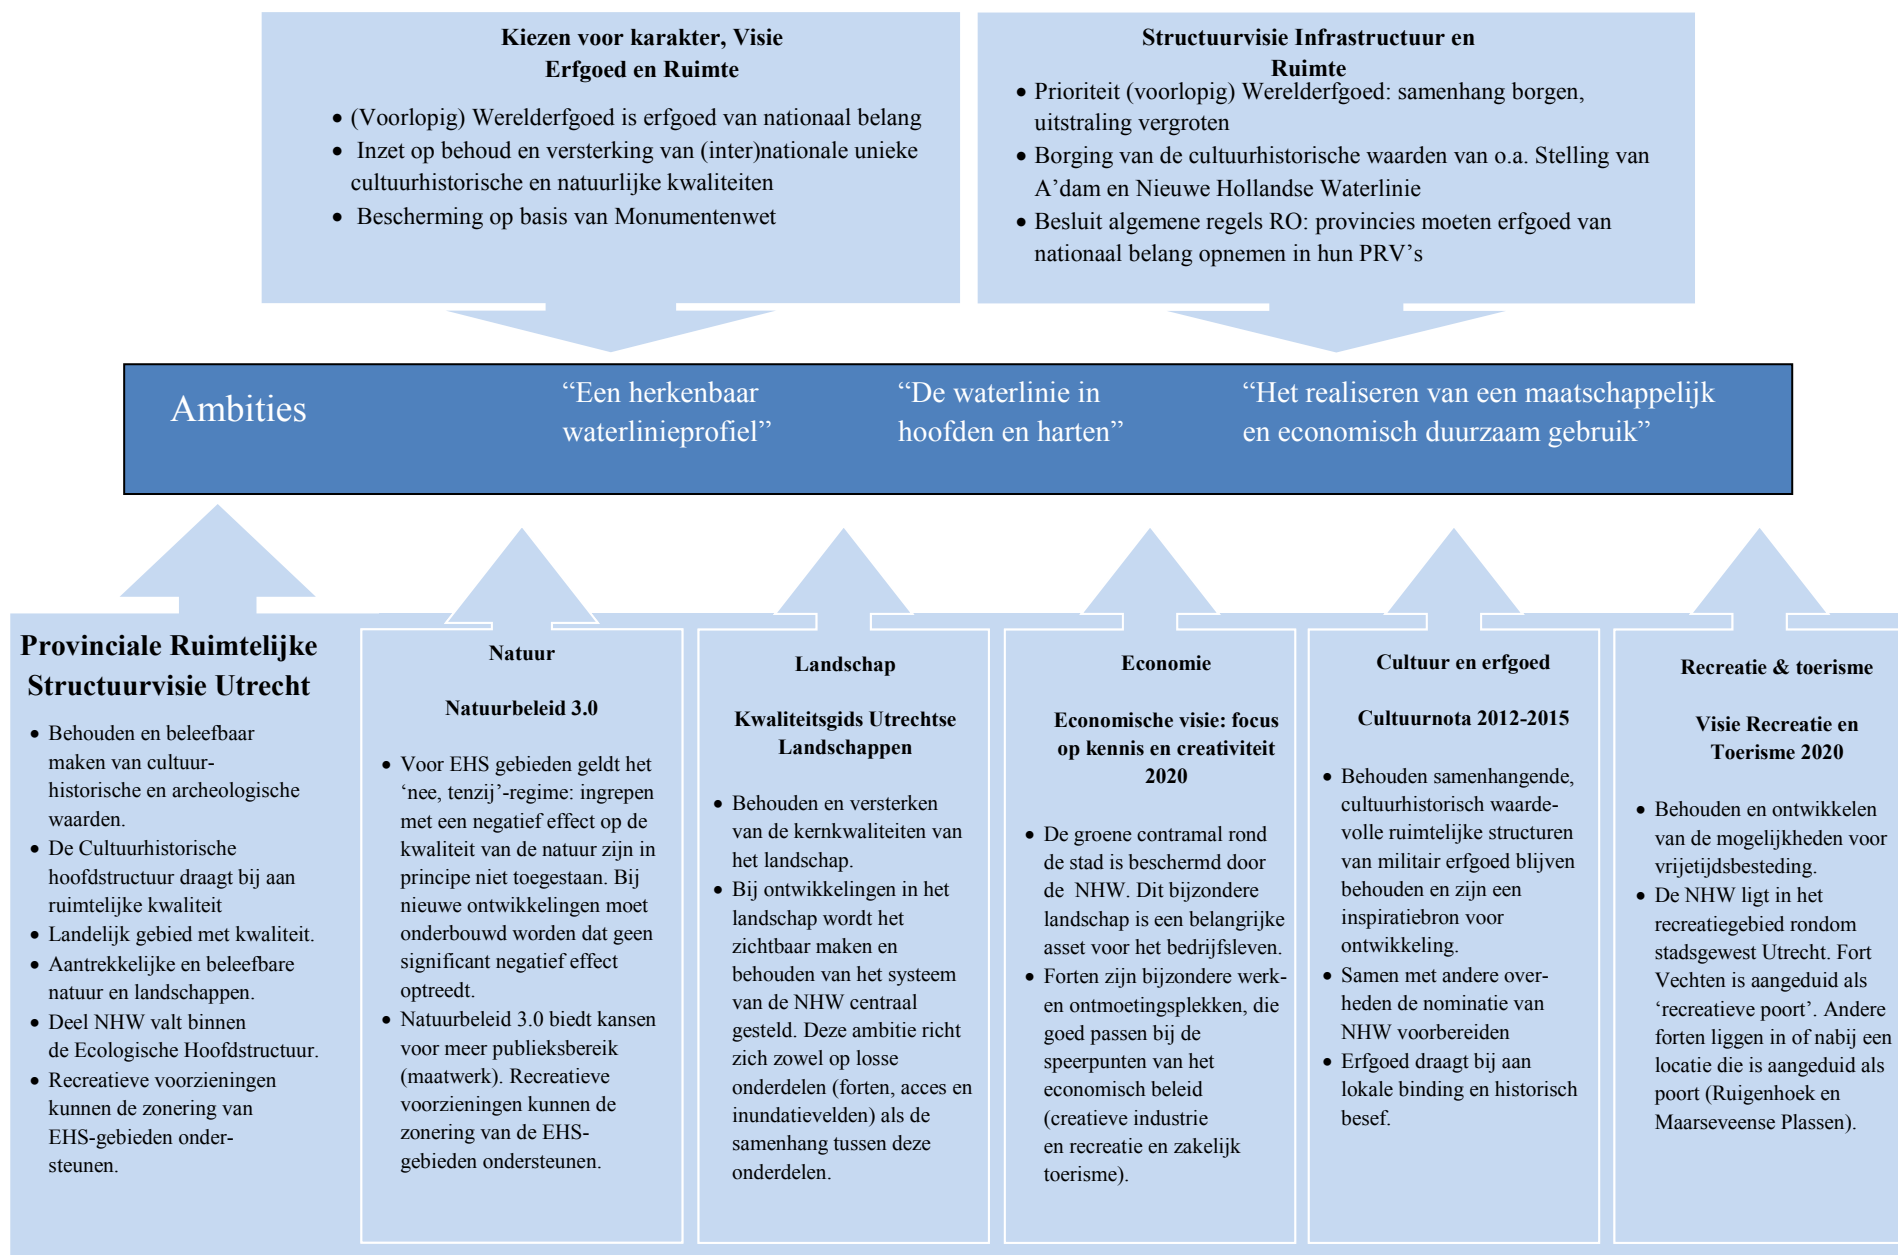 Kiezen voor karakter, Visie
Erfgoed en Ruimte
• (Voorlopig) Werelderfgoed is erfgoed van nationaal belang
• Inzet op behoud en versterking van (inter)nationale unieke
cultuurhistorische en natuurlijke kwaliteiten
• Bescherming op basis van Monumentenwet
Structuurvisie Infrastructuur en
Ruimte
• Prioriteit (voorlopig) Werelderfgoed: samenhang borgen,
uitstraling vergroten
• Borging van de cultuurhistorische waarden van o.a. Stelling van
A’dam en Nieuwe Hollandse Waterlinie
• Besluit algemene regels RO: provincies moeten erfgoed van
nationaal belang opnemen in hun PRV’s
Ambities
“Een herkenbaar
waterlinieprofiel”
“De waterlinie in
hoofden en harten”
“Het realiseren van een maatschappelijk
en economisch duurzaam gebruik”
Provinciale Ruimtelijke
Structuurvisie Utrecht
• Behouden en beleefbaar
maken van cultuur-
historische en archeologische
waarden.
• De Cultuurhistorische
hoofdstructuur draagt bij aan
ruimtelijke kwaliteit
• Landelijk gebied met kwaliteit.
• Aantrekkelijke en beleefbare
natuur en landschappen.
• Deel NHW valt binnen
de Ecologische Hoofdstructuur.
• Recreatieve voorzieningen
kunnen de zonering van
EHS-gebieden onder-
steunen.
Natuur
Natuurbeleid 3.0
• Voor EHS gebieden geldt het
‘nee, tenzij’-regime: ingrepen
met een negatief effect op de
kwaliteit van de natuur zijn in
principe niet toegestaan. Bij
nieuwe ontwikkelingen moet
onderbouwd worden dat geen
significant negatief effect
optreedt.
• Natuurbeleid 3.0 biedt kansen
voor meer publieksbereik
(maatwerk). Recreatieve
voorzieningen kunnen de
zonering van de EHS-
gebieden ondersteunen.
Landschap
Kwaliteitsgids Utrechtse
Landschappen
• Behouden en versterken
van de kernkwaliteiten van
het landschap.
• Bij ontwikkelingen in het
landschap wordt het
zichtbaar maken en
behouden van het systeem
van de NHW centraal
gesteld. Deze ambitie richt
zich zowel op losse
onderdelen (forten, acces en
inundatievelden) als de
samenhang tussen deze
onderdelen.
Economie
Economische visie: focus
op kennis en creativiteit
2020
• De groene contramal rond
de stad is beschermd door
de NHW. Dit bijzondere
landschap is een belangrijke
asset voor het bedrijfsleven.
• Forten zijn bijzondere werk-
en ontmoetingsplekken, die
goed passen bij de
speerpunten van het
economisch beleid
(creatieve industrie
en recreatie en zakelijk
toerisme).
Cultuur en erfgoed
Cultuurnota 2012-2015
• Behouden samenhangende,
cultuurhistorisch waarde-
volle ruimtelijke structuren
van militair erfgoed blijven
behouden en zijn een
inspiratiebron voor
ontwikkeling.
• Samen met andere over-
heden de nominatie van
NHW voorbereiden
• Erfgoed draagt bij aan
lokale binding en historisch
besef.
Recreatie & toerisme
Visie Recreatie en
Toerisme 2020
• Behouden en ontwikkelen
van de mogelijkheden voor
vrijetijdsbesteding.
• De NHW ligt in het
recreatiegebied rondom
stadsgewest Utrecht. Fort
Vechten is aangeduid als
‘recreatieve poort’. Andere
forten liggen in of nabij een
locatie die is aangeduid als
poort (Ruigenhoek en
Maarseveense Plassen).